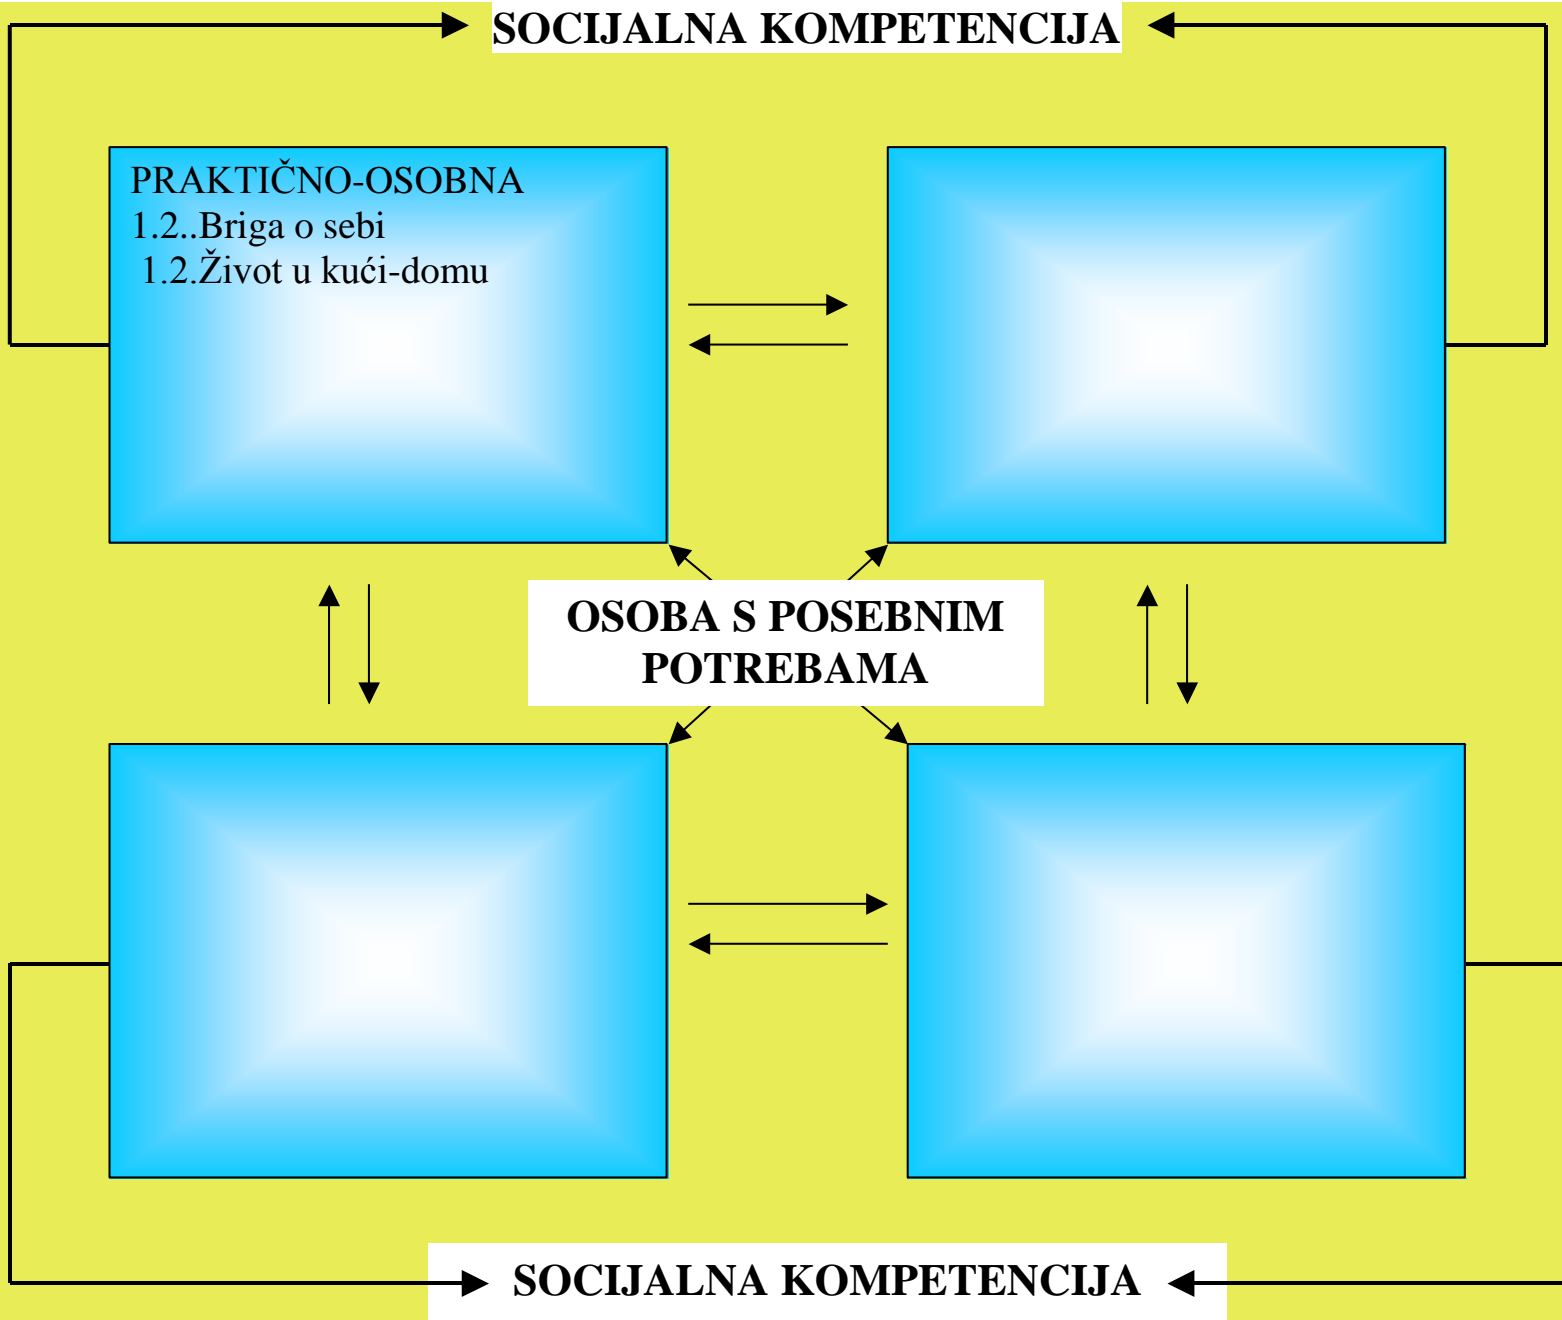 SOCIJALNA KOMPETENCIJA
PRAKTIČNO-OSOBNA
1.2..Briga o sebi
1.2.Život u kući-domu
OSOBA S POSEBNIM
POTREBAMA
SOCIJALNA KOMPETENCIJA